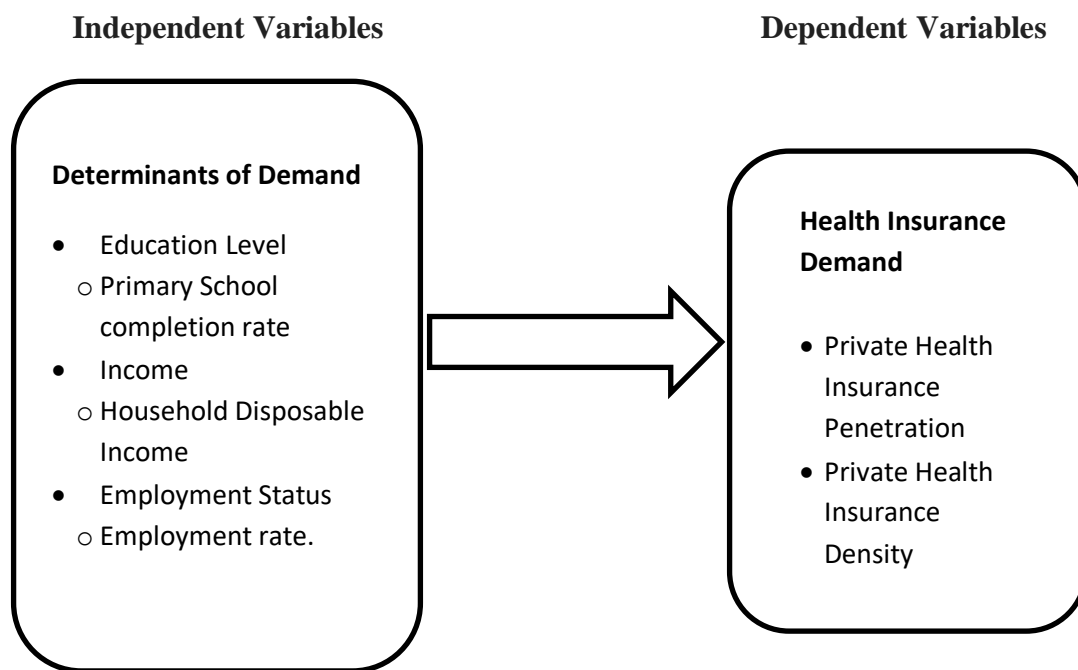 Independent Variables
Dependent Variables
Determinants of Demand
• Education Level
o Primary School
completion rate
• Income
o Household Disposable
Income
• Employment Status
o Employment rate.
Health Insurance
Demand
• Private Health
Insurance
Penetration
• Private Health
Insurance
Density